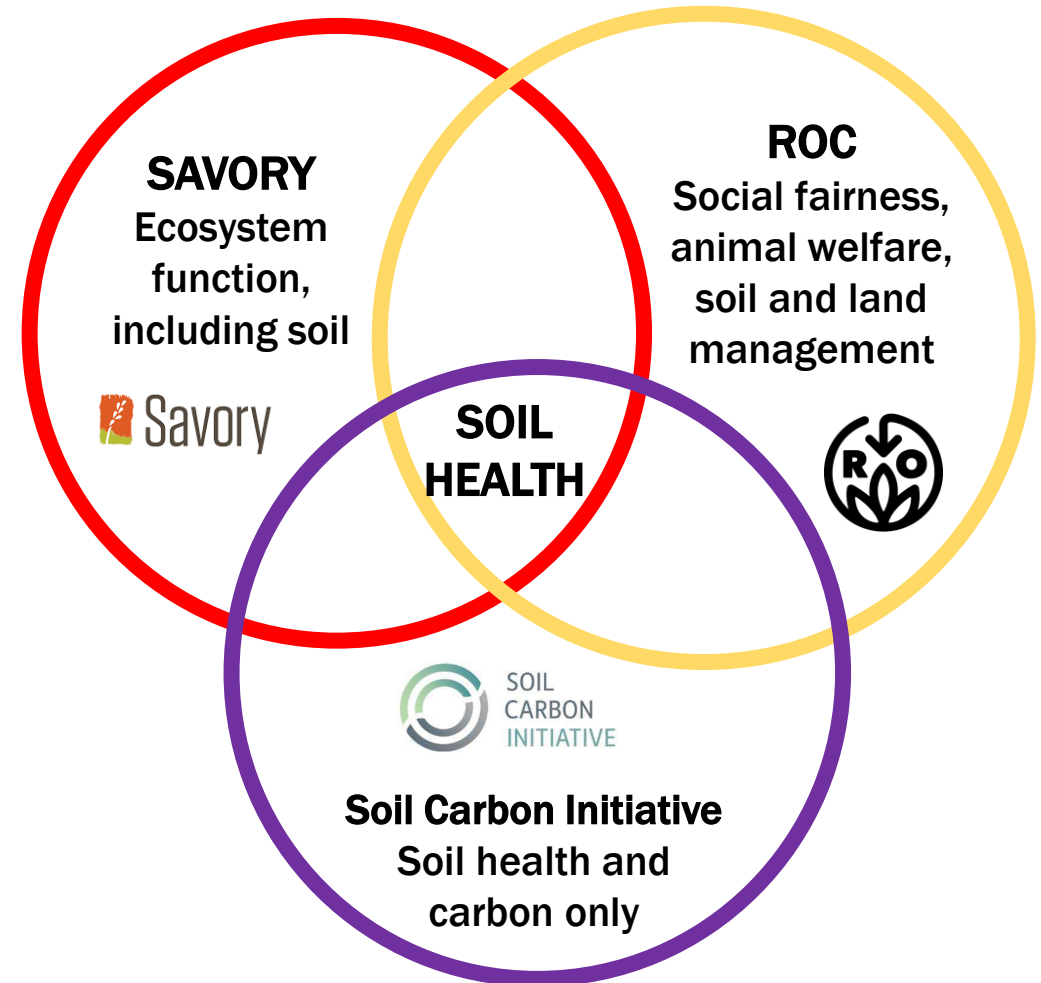 SAVORY
Ecosystem
function,
including soil
Savory
ROC
Social fairness,
animal welfare,
soil and land
management
R O
SOIL
HEALTH
SOIL
CARBON
INITIATIVE
Soil Carbon Initiative
Soil health and
carbon only